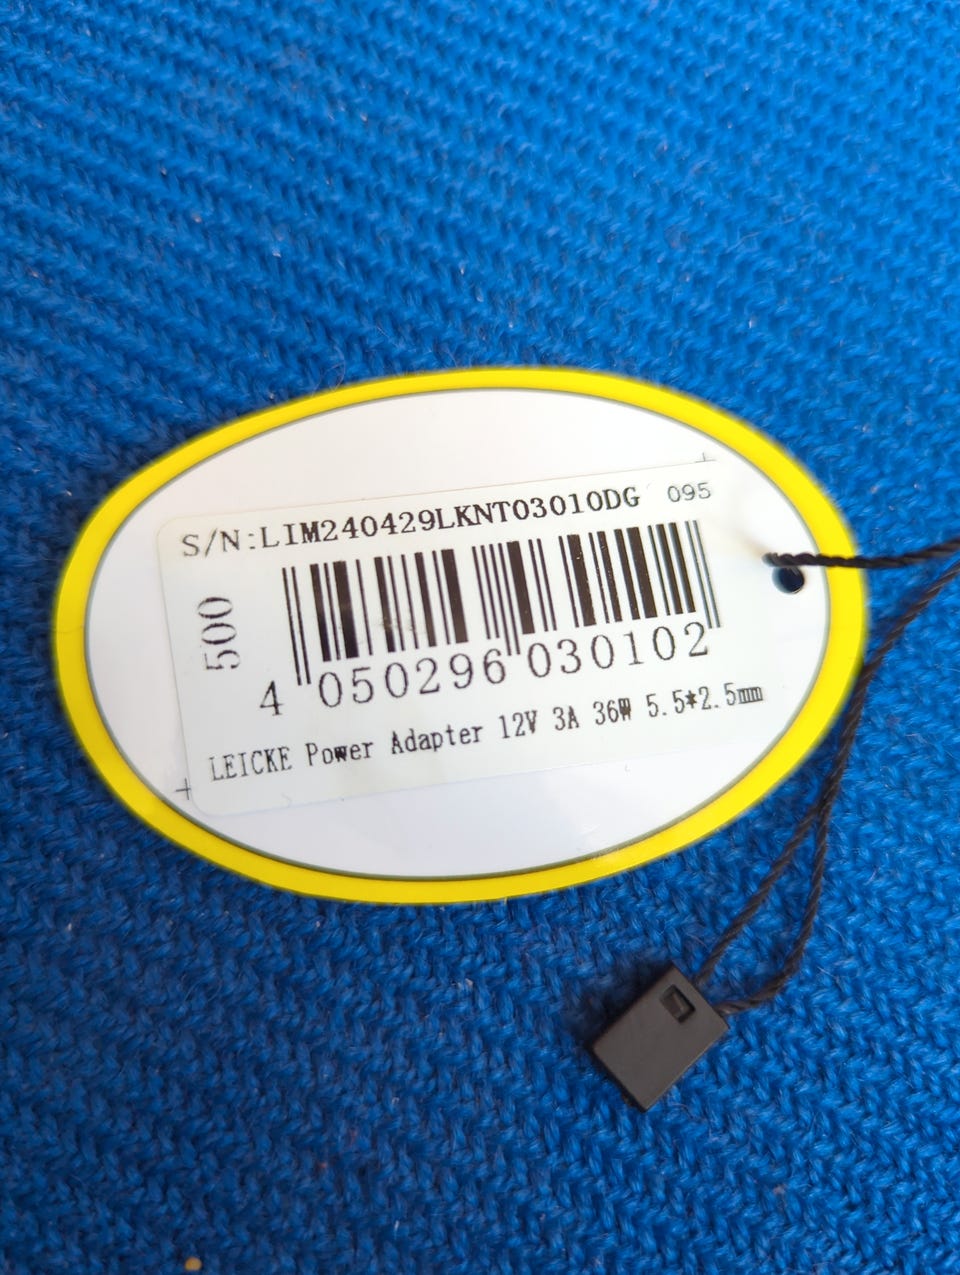 S/N:LIM240429LKNT03010DG 095
500
4 050296 030102
LEICKE Power Adapter 12V 3A 36W 5.5*2.5mm